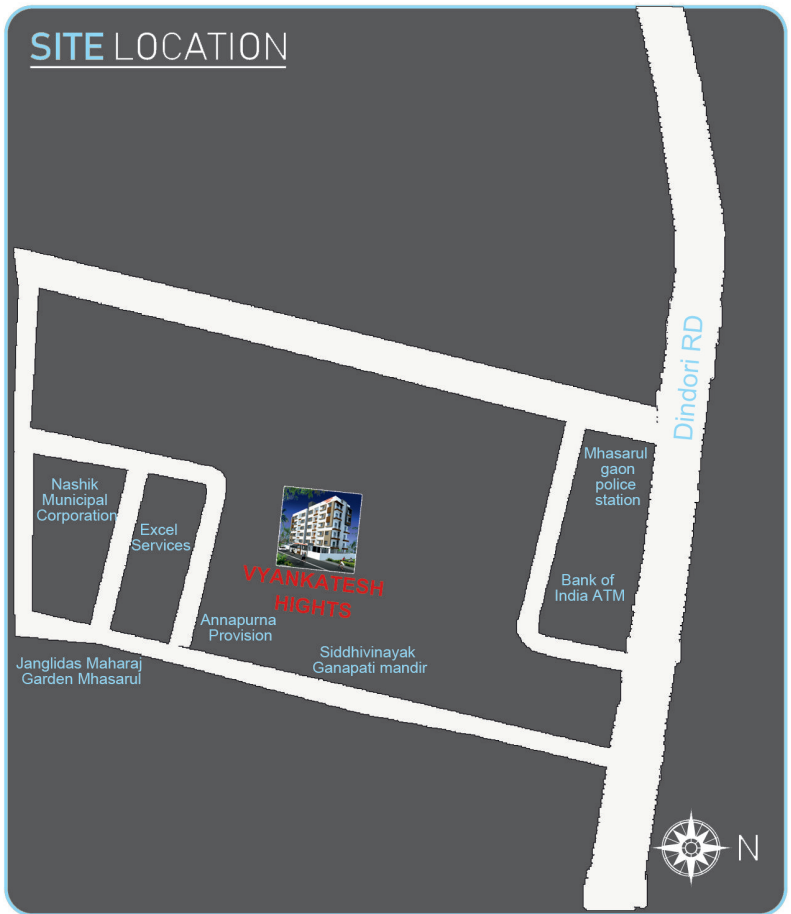 SITE LOCATION
Dindori RD
Mhasarul
gaon
police
station
Nashik
Municipal
Corporation
Excel
Services
VYANKATESH
HIGHTS
Bank of
India ATM
Annapurna
Provision
Siddhivinayak
Ganapati mandir
Janglidas Maharaj
Garden Mhasarul
N